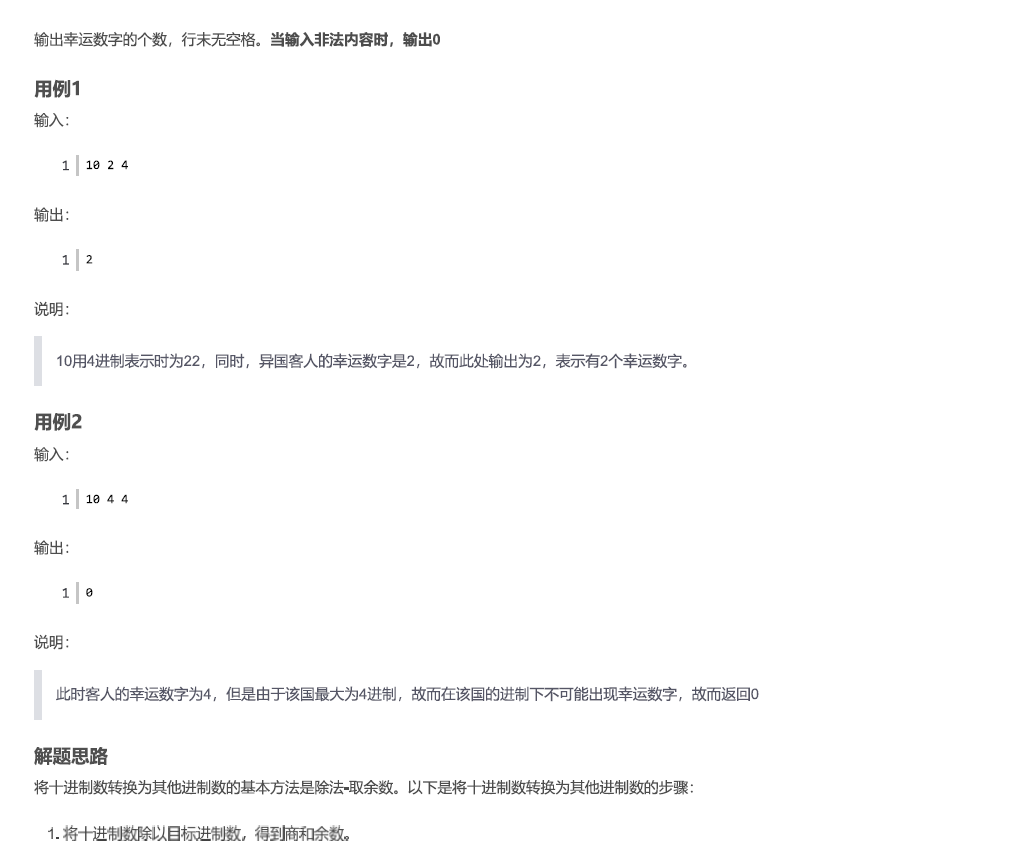 输出幸运数字的个数，行末无空格。当输入非法内容时，输出0
用例1
输入：
1 10 2 4
输出：
1 2
说明：
10用4进制表示时为22，同时，异国客人的幸运数字是2，故而此处输出为2，表示有2个幸运数字。
用例2
输入：
1 10 4 4
输出：
1 0
说明：
此时客人的幸运数字为4，但是由于该国最大为4进制，故而在该国的进制下不可能出现幸运数字，故而返回0
解题思路
将十进制数转换为其他进制数的基本方法是除法-取余数。以下是将十进制数转换为其他进制数的步骤：
1. 将十进制数除以目标进制数，得到商和余数。